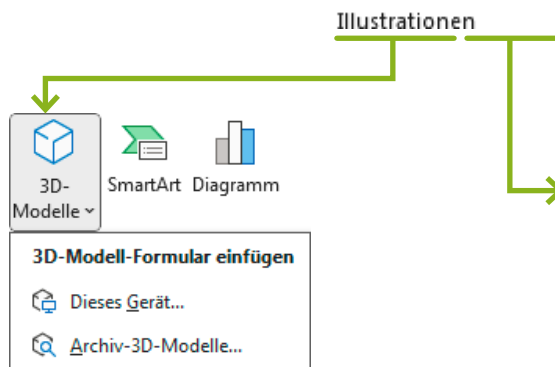 Illustrationen
3D-
Modelle
SmartArt
Diagramm
3D-Modell-Formular einfügen
Dieses Gerät...
Archiv-3D-Modelle...